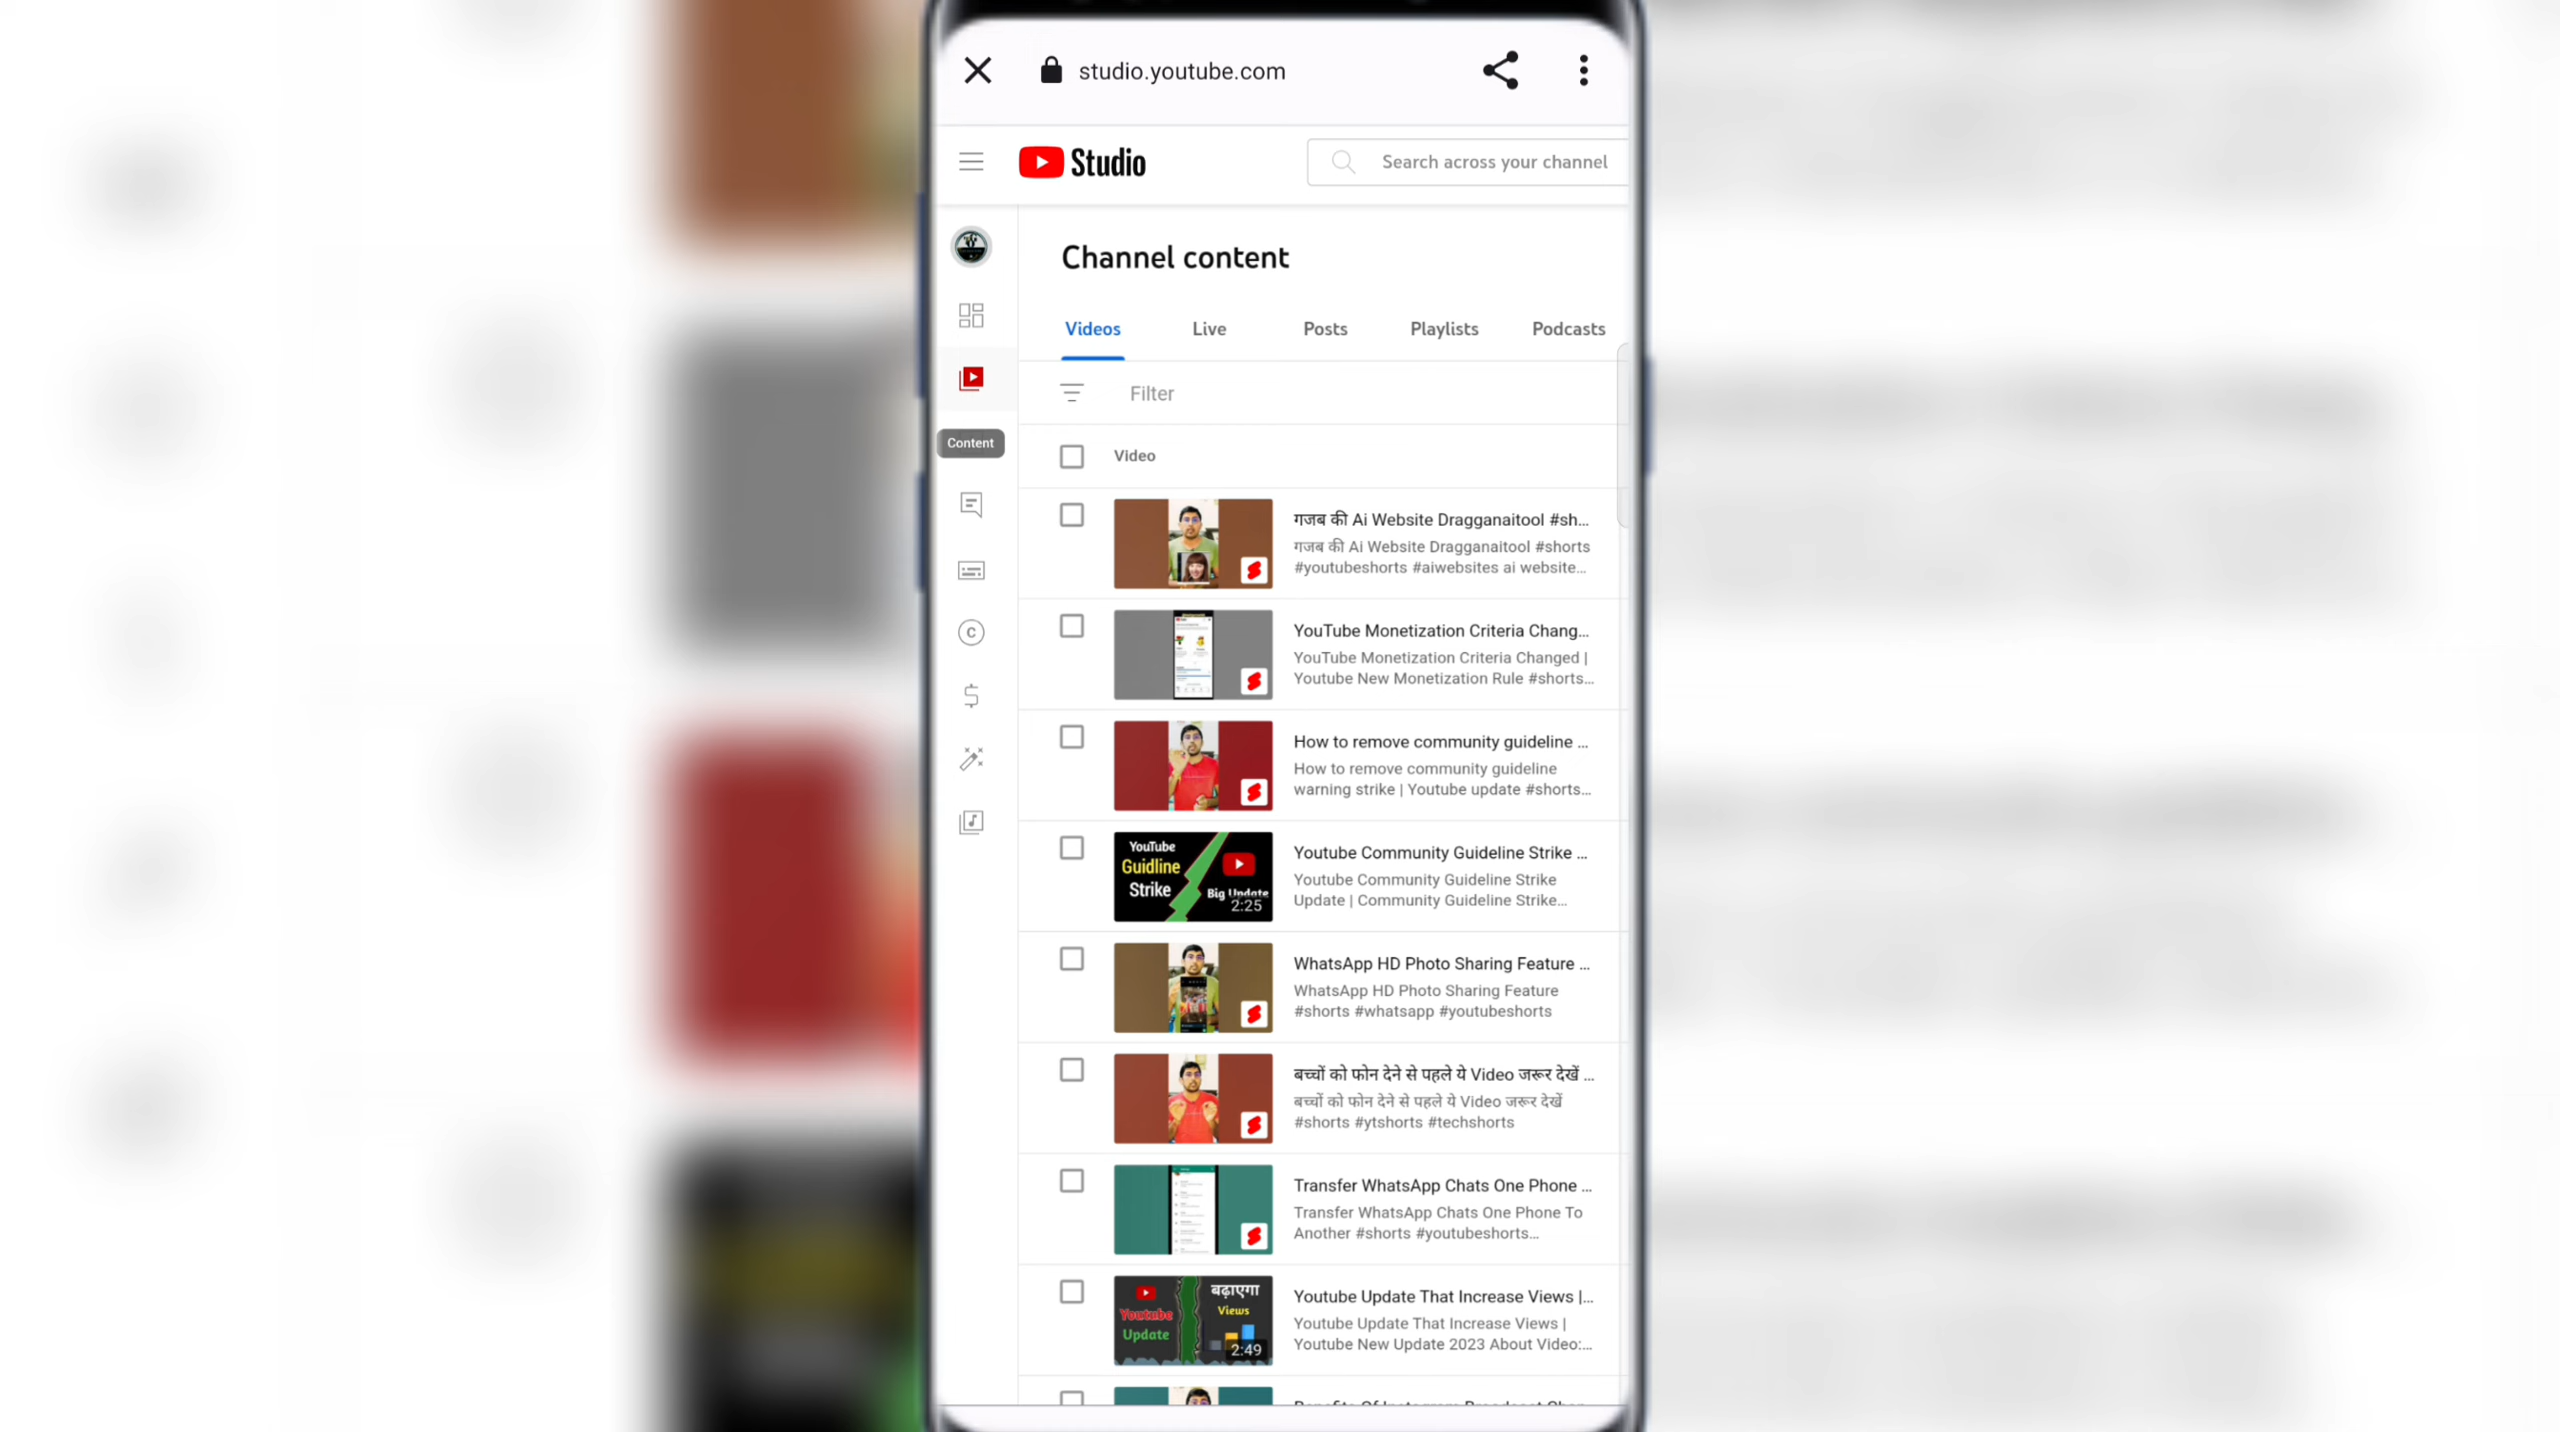 studio.youtube.com
Studio
Search across your channel
Channel content
Videos Live Posts Playlists Podcasts
Filter
Content
Video
गजब की Ai Website Dragganaitool #sh...
गजब की Ai Website Dragganaitool #shorts
#youtubeshorts #aiwebsites ai website...
YouTube Monetization Criteria Chang...
YouTube Monetization Criteria Changed |
Youtube New Monetization Rule #shorts...
How to remove community guideline ...
How to remove community guideline
warning strike | Youtube update #shorts...
YouTube
Guidline
Strike
Big Update
2:25
Youtube Community Guideline Strike ...
Youtube Community Guideline Strike
Update | Community Guideline Strike...
WhatsApp HD Photo Sharing Feature ...
WhatsApp HD Photo Sharing Feature
#shorts #whatsapp #youtubeshorts
बच्चों को फोन देने से पहले ये Video जरूर देखें ...
बच्चों को फोन देने से पहले ये Video जरूर देखें
#shorts #ytshorts #techshorts
Transfer WhatsApp Chats One Phone ...
Transfer WhatsApp Chats One Phone To
Another #shorts #youtubeshorts...
Youtube
Update
बढ़ाएगा
Views
2:49
Youtube Update That Increase Views |...
Youtube Update That Increase Views |
Youtube New Update 2023 About Video:...